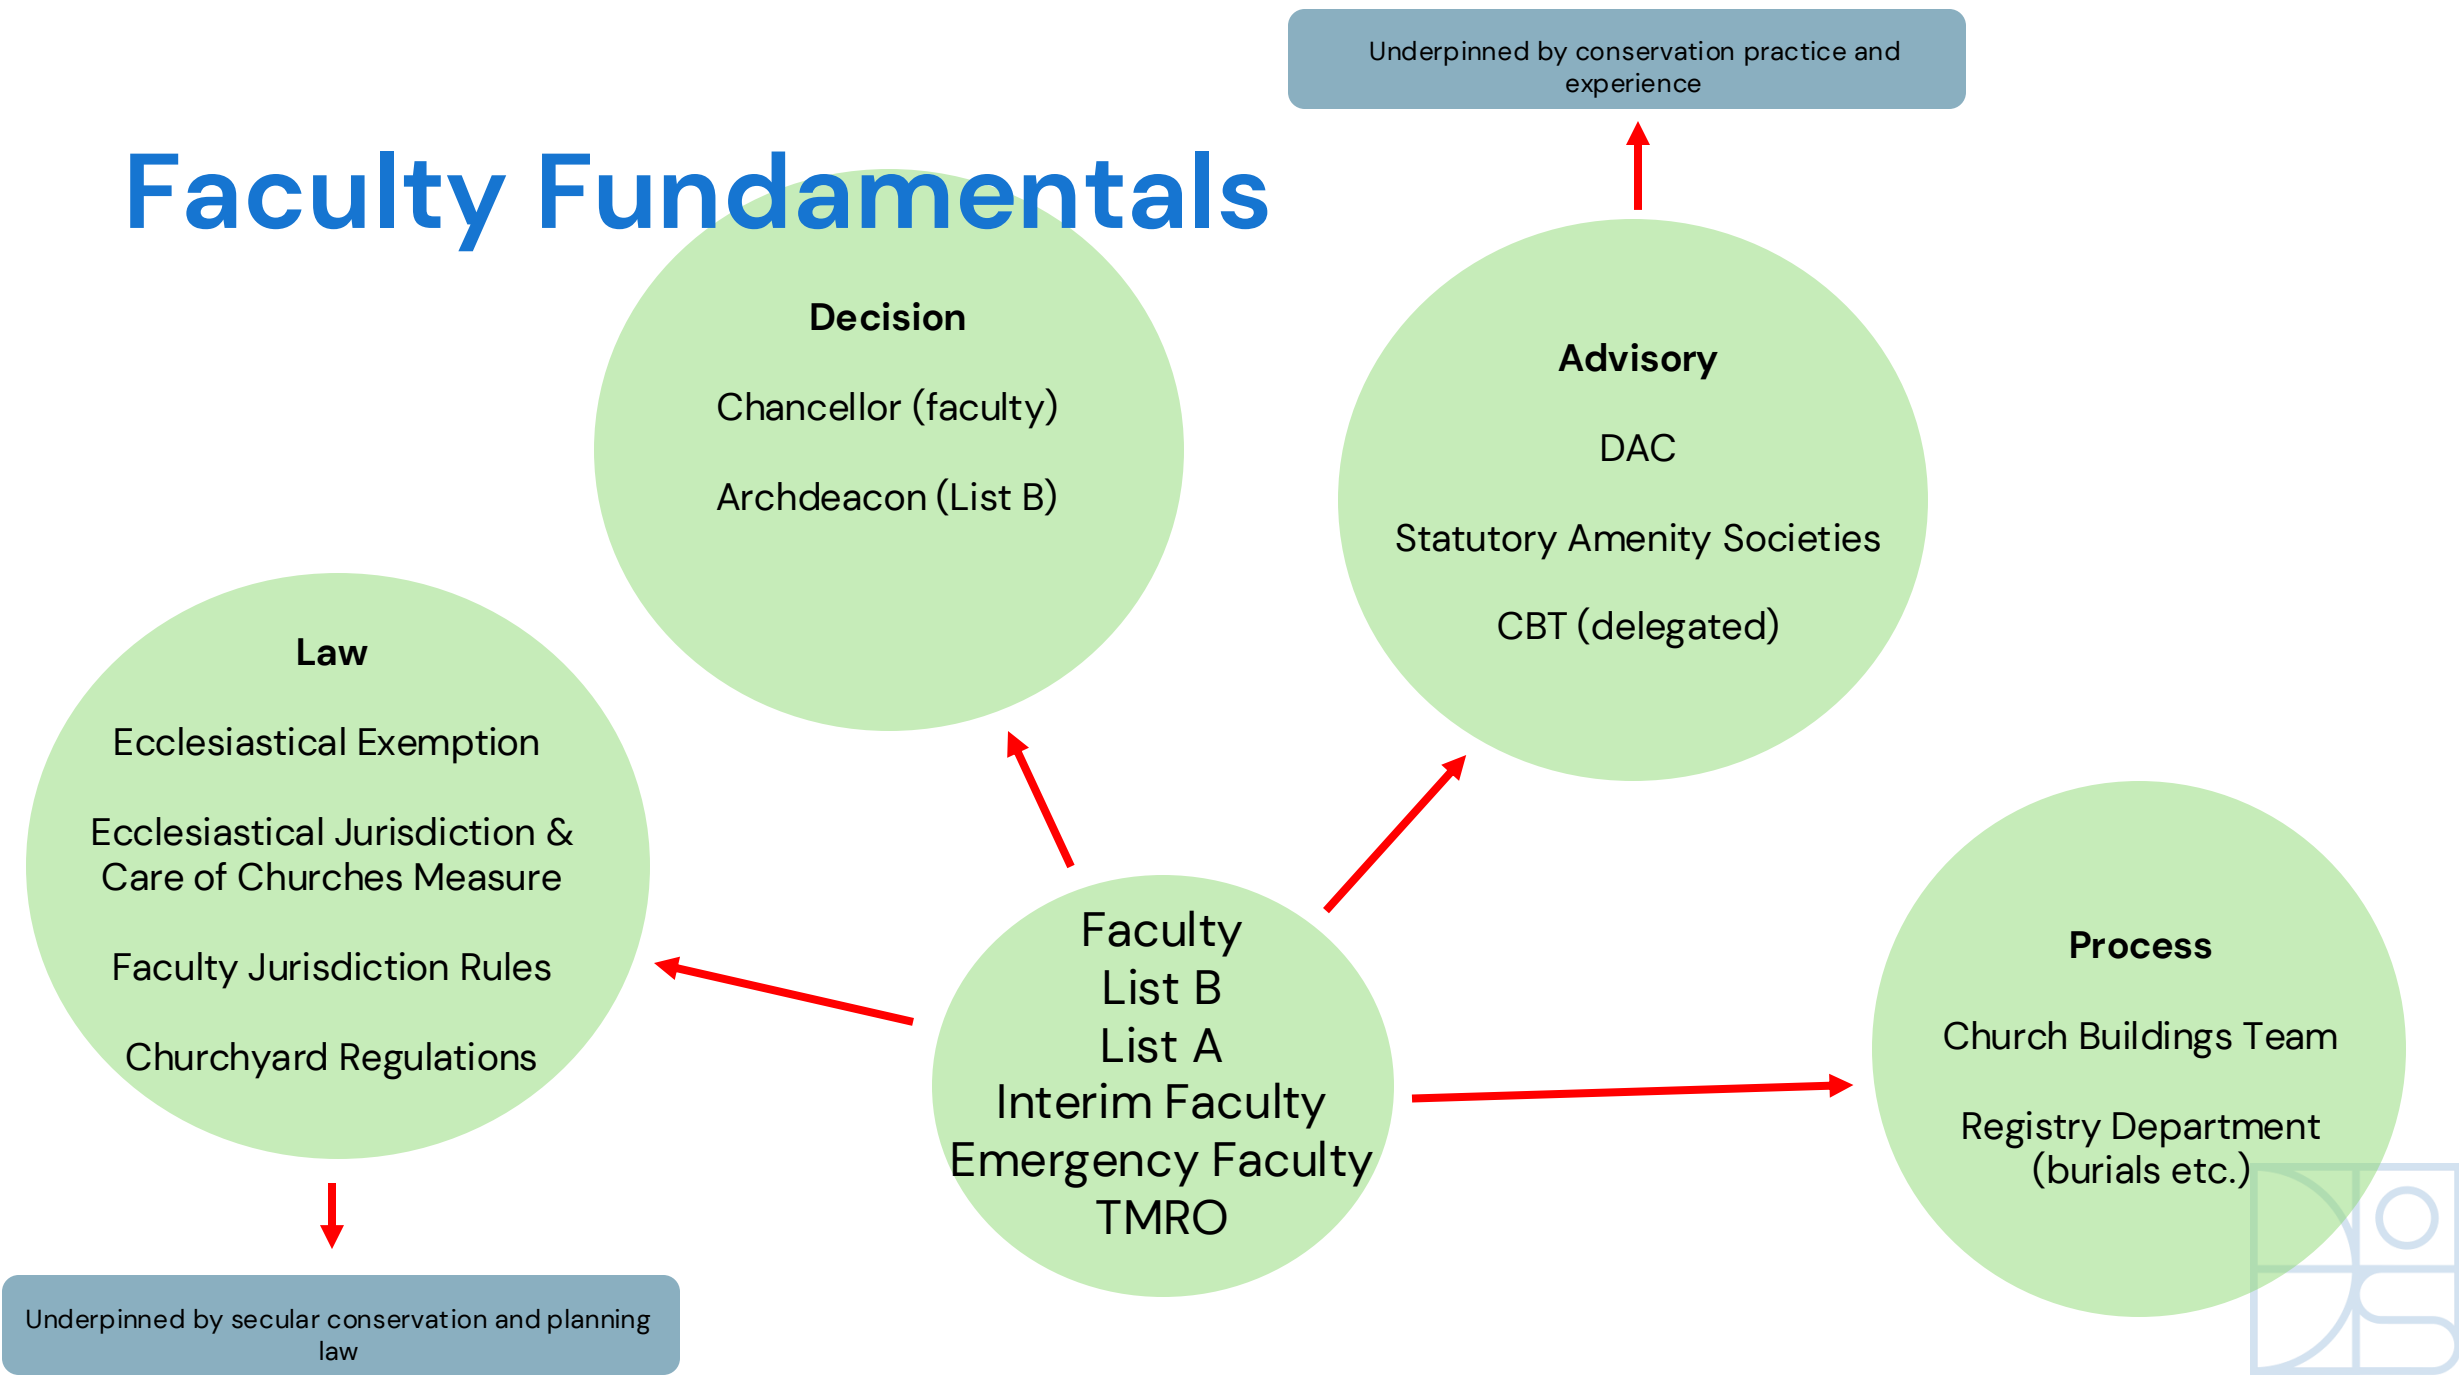 Underpinned by conservation practice and
experience
Faculty Fundamentals
Decision
Chancellor (faculty)
Archdeacon (List B)
Advisory
DAC
Statutory Amenity Societies
CBT (delegated)
Law
Ecclesiastical Exemption
Ecclesiastical Jurisdiction &
Care of Churches Measure
Faculty Jurisdiction Rules
Churchyard Regulations
Faculty
List B
List A
Interim Faculty
Emergency Faculty
TMRO
Process
Church Buildings Team
Registry Department
(burials etc.)
Underpinned by secular conservation and planning
law